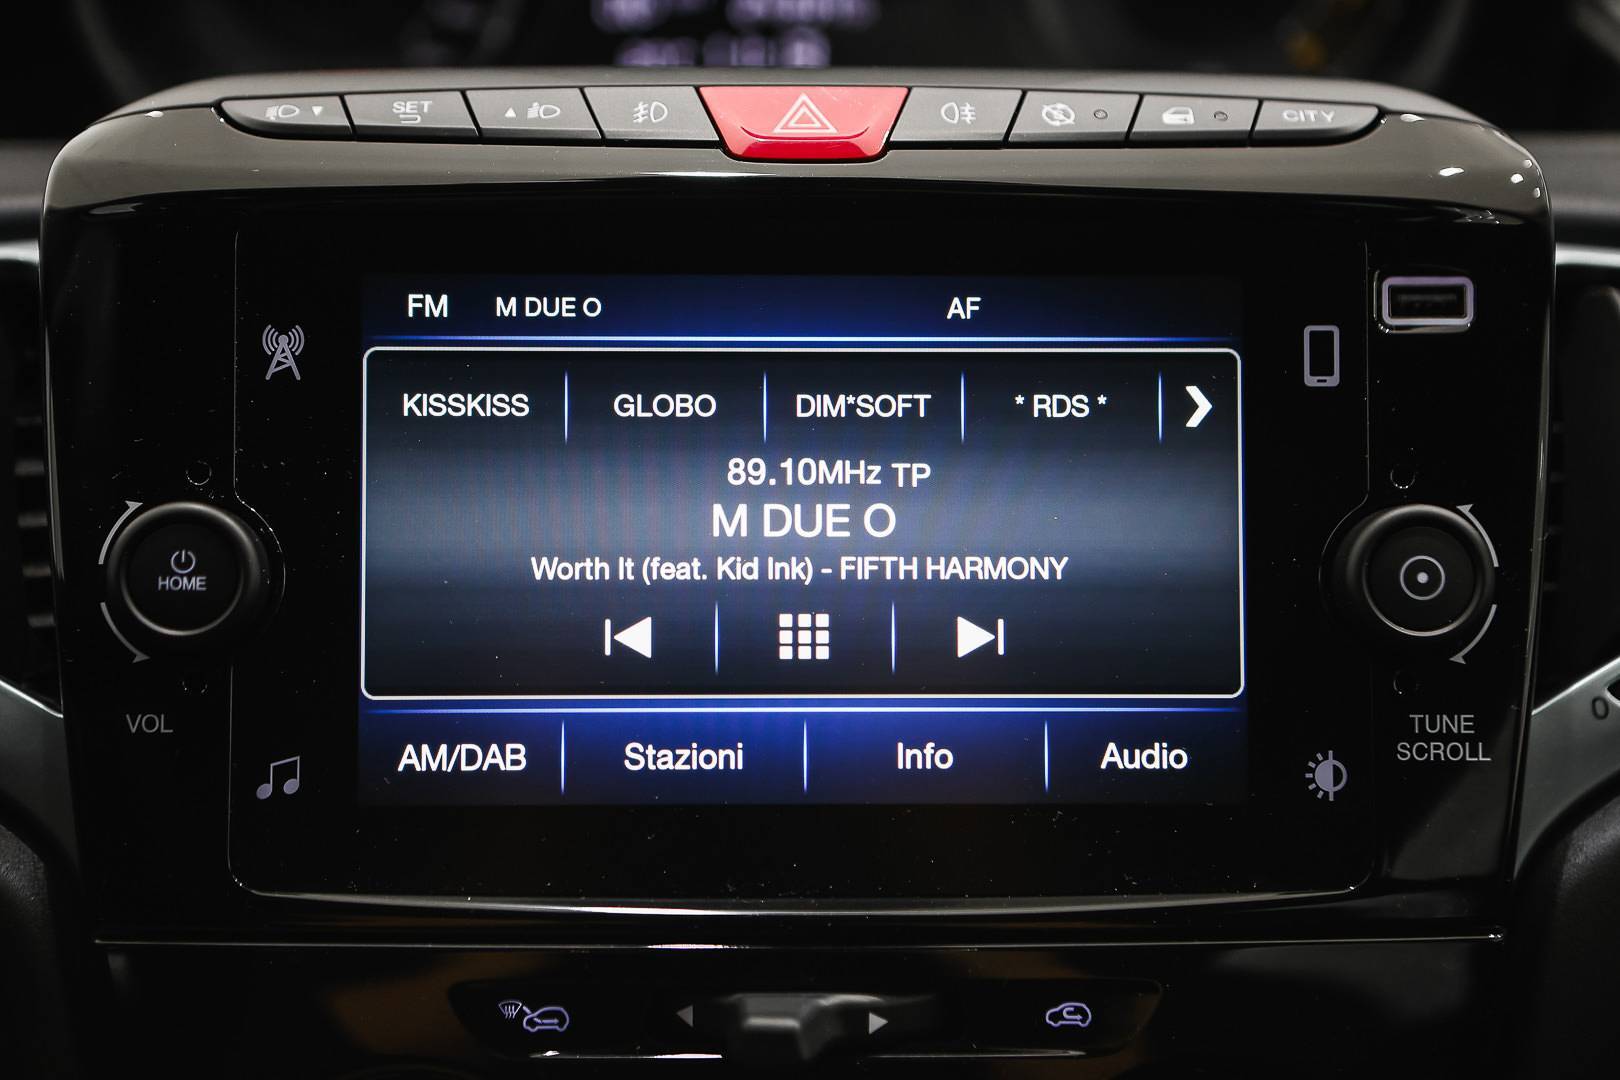 SET
CITY
FM M DUE O AF
KISSKISS GLOBO DIM*SOFT * RDS *
89.10MHz TP
M DUE O
Worth It (feat. Kid Ink) - FIFTH HARMONY
AM/DAB Stazioni Info Audio
HOME
VOL
TUNE
SCROLL
0